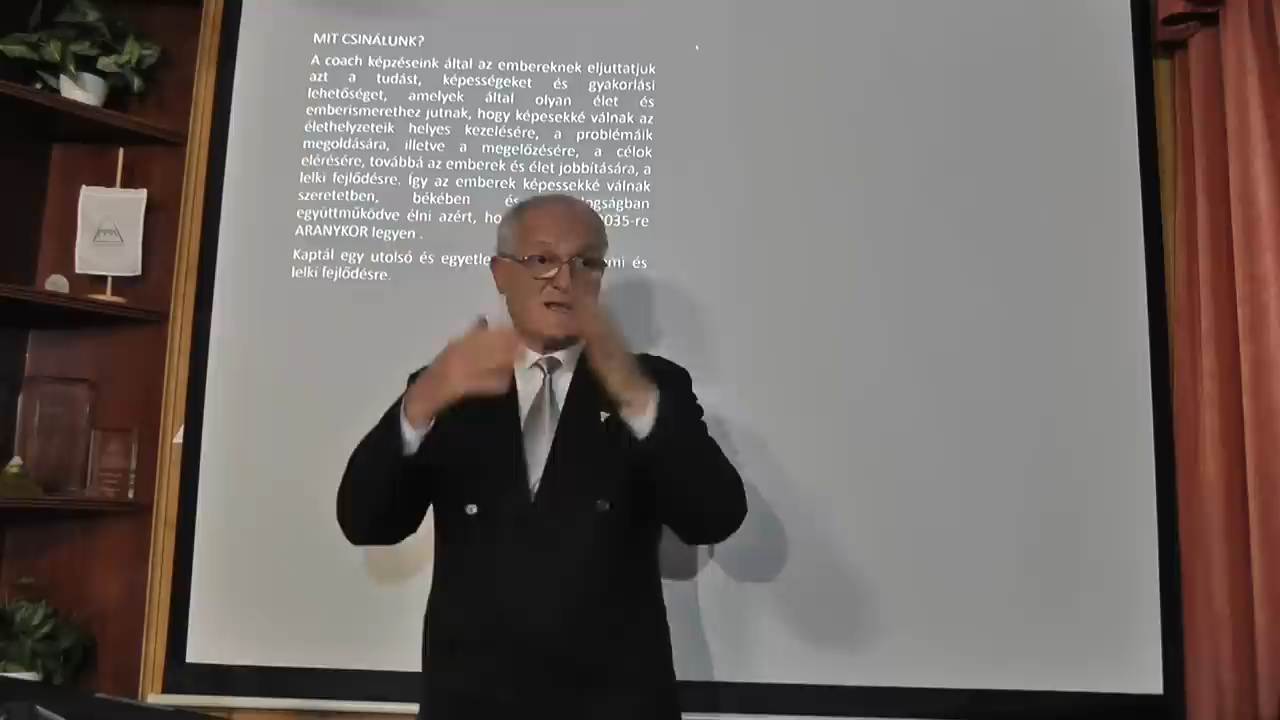 MIT CSINÁLUNK?
A coach képzéseink által az embereknek eljuttatjuk
azt a tudást, képességeket és gyakorlási
lehetőséget, amelyek által olyan élet és
emberismerethez jutnak, hogy képesekké válnak az
élethelyzeteik helyes kezelésére, a problémáik
megoldására, illetve a megelőzésére, a célok
elérésére, továbbá az emberek és élet jobbítására, a
lelki fejlődésre. Így az emberek képessekké válnak
szeretetben, békében
együttműködve élni azért, 2035-re
ARANYKOR legyen .
Kaptál egy utolsó és és
lelki fejlődésre.